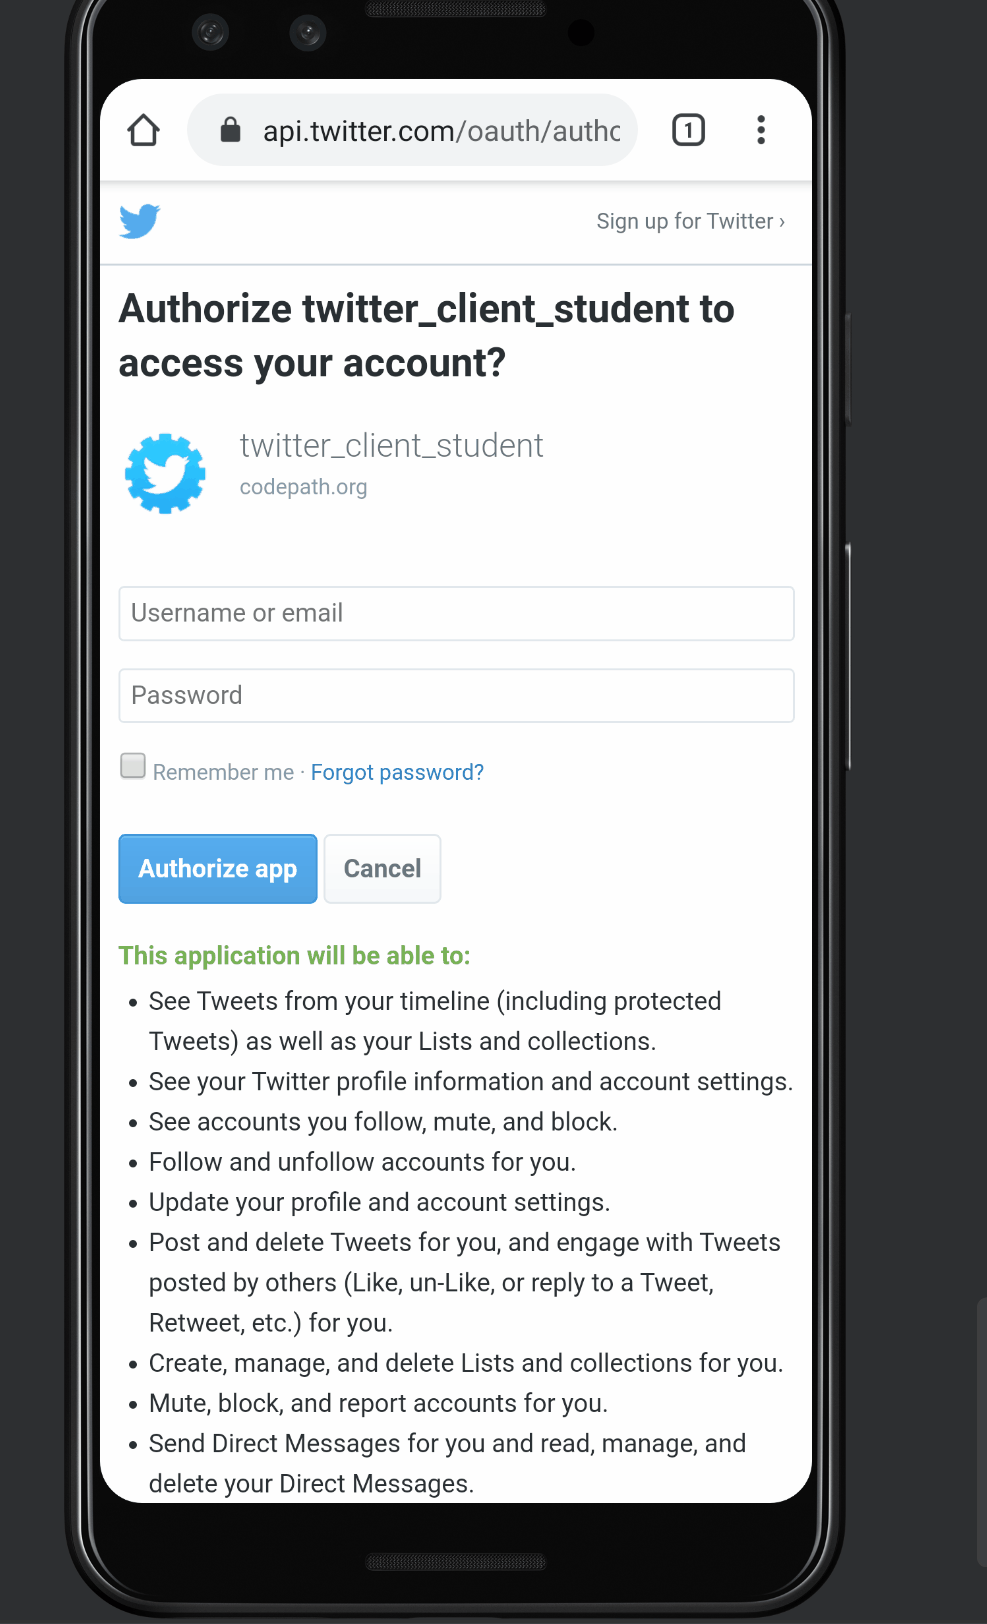 api.twitter.com/oauth/authc
1
Sign up for Twitter ›
Authorize twitter_client_student to
access your account?
twitter_client_student
codepath.org
Username or email
Password
Remember me · Forgot password?
Authorize app
Cancel
This application will be able to:
• See Tweets from your timeline (including protected
Tweets) as well as your Lists and collections.
• See your Twitter profile information and account settings.
• See accounts you follow, mute, and block.
• Follow and unfollow accounts for you.
• Update your profile and account settings.
• Post and delete Tweets for you, and engage with Tweets
posted by others (Like, un-Like, or reply to a Tweet,
Retweet, etc.) for you.
• Create, manage, and delete Lists and collections for you.
• Mute, block, and report accounts for you.
• Send Direct Messages for you and read, manage, and
delete your Direct Messages.